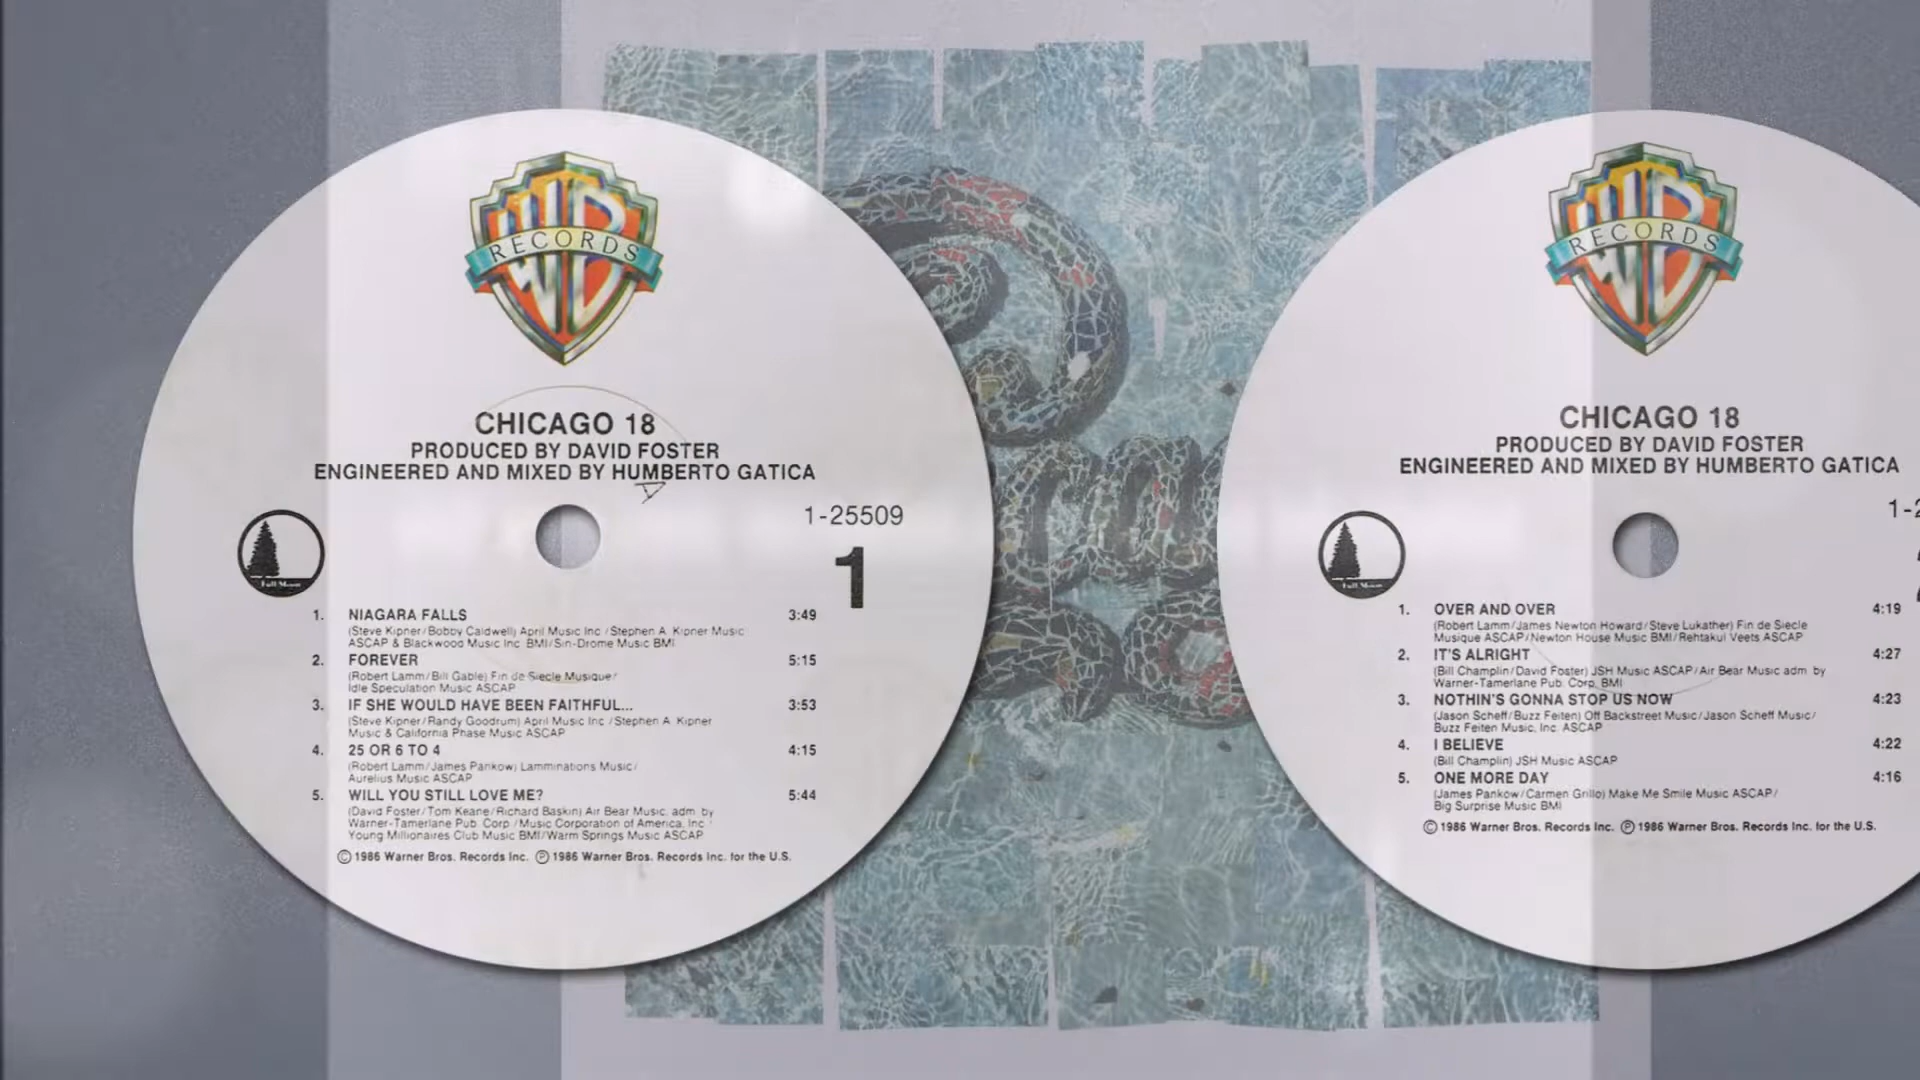 WB
RECORDS
CHICAGO 18
PRODUCED BY DAVID FOSTER
ENGINEERED AND MIXED BY HUMBERTO GATICA
1-25509
1
Full Moon
1. NIAGARA FALLS 3:49
(Steve Kipner/Bobby Caldwell) April Music Inc./Stephen A. Kipner Music
ASCAP & Blackwood Music Inc. BMI/Sin-Drome Music BMI
2. FOREVER 5:15
(Robert Lamm/Bill Gable) Fin de Siecle Musique/
Idle Speculation Music ASCAP
3. IF SHE WOULD HAVE BEEN FAITHFUL... 3:53
(Steve Kipner/Randy Goodrum) April Music Inc./Stephen A. Kipner
Music & California Phase Music ASCAP
4. 25 OR 6 TO 4 4:15
(Robert Lamm/James Pankow) Lamminations Music/
Aurelius Music ASCAP
5. WILL YOU STILL LOVE ME? 5:44
(David Foster/Tom Keane/Richard Baskin) Air Bear Music, adm. by
Warner-Tamerlane Pub. Corp./Music Corporation of America, Inc./
Young Millionaires Club Music BMI/Warm Springs Music ASCAP
© 1986 Warner Bros. Records Inc. ℗ 1986 Warner Bros. Records Inc. for the U.S.
WB
RECORDS
CHICAGO 18
PRODUCED BY DAVID FOSTER
ENGINEERED AND MIXED BY HUMBERTO GATICA
Full Moon
1. OVER AND OVER 4:19
(Robert Lamm/James Newton Howard/Steve Lukather) Fin de Siecle
Musique ASCAP/Newton House Music BMI/Rehtakul Veets ASCAP
2. IT'S ALRIGHT 4:27
(Bill Champlin/David Foster) JSH Music ASCAP/Air Bear Music adm. by
Warner-Tamerlane Pub. Corp. BMI
3. NOTHIN'S GONNA STOP US NOW 4:23
(Jason Scheff/Buzz Feiten) Off Backstreet Music/Jason Scheff Music/
Buzz Feiten Music, Inc. ASCAP
4. I BELIEVE 4:22
(Bill Champlin) JSH Music ASCAP
5. ONE MORE DAY 4:16
(James Pankow/Carmen Grillo) Make Me Smile Music ASCAP/
Big Surprise Music BMI
© 1986 Warner Bros. Records Inc. ℗ 1986 Warner Bros. Records Inc. for the U.S.